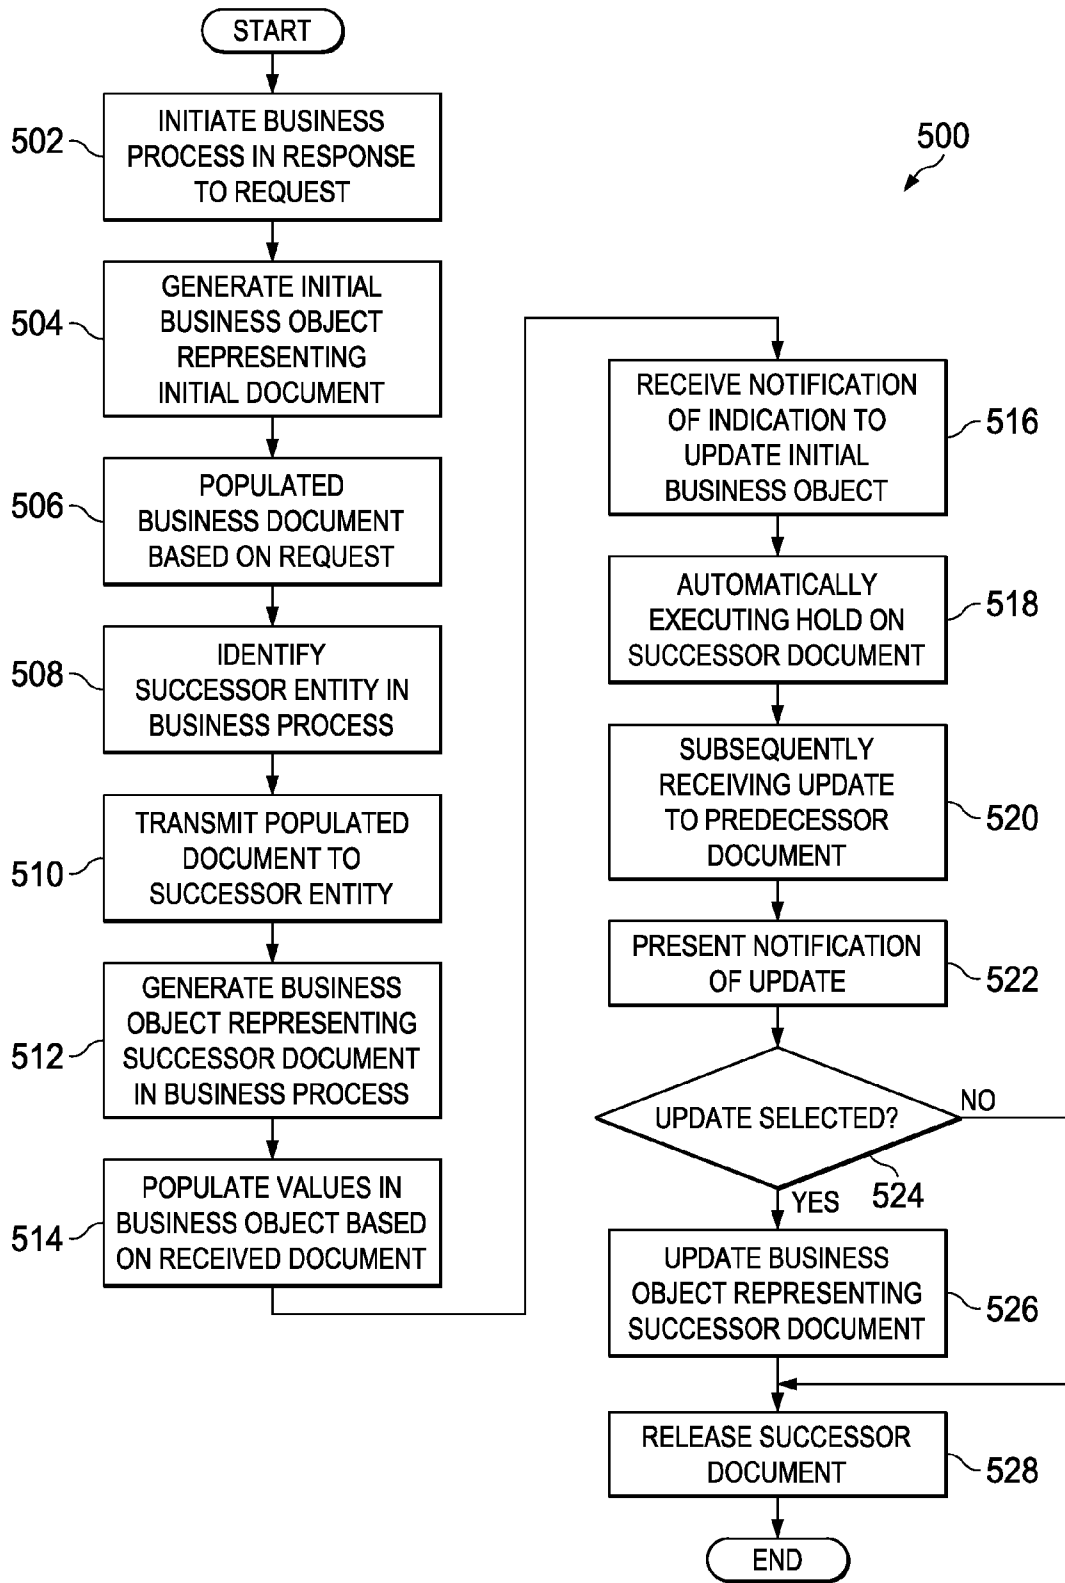 START
502
INITIATE BUSINESS
PROCESS IN RESPONSE
TO REQUEST
504
GENERATE INITIAL
BUSINESS OBJECT
REPRESENTING
INITIAL DOCUMENT
506
POPULATED
BUSINESS DOCUMENT
BASED ON REQUEST
508
IDENTIFY
SUCCESSOR ENTITY IN
BUSINESS PROCESS
510
TRANSMIT POPULATED
DOCUMENT TO
SUCCESSOR ENTITY
512
GENERATE BUSINESS
OBJECT REPRESENTING
SUCCESSOR DOCUMENT
IN BUSINESS PROCESS
514
POPULATE VALUES IN
BUSINESS OBJECT BASED
ON RECEIVED DOCUMENT
500
RECEIVE NOTIFICATION
OF INDICATION TO
UPDATE INITIAL
BUSINESS OBJECT
516
AUTOMATICALLY
EXECUTING HOLD ON
SUCCESSOR DOCUMENT
518
SUBSEQUENTLY
RECEIVING UPDATE
TO PREDECESSOR
DOCUMENT
520
PRESENT NOTIFICATION
OF UPDATE
522
UPDATE SELECTED?
NO
524
YES
UPDATE BUSINESS
OBJECT REPRESENTING
SUCCESSOR DOCUMENT
526
RELEASE SUCCESSOR
DOCUMENT
528
END